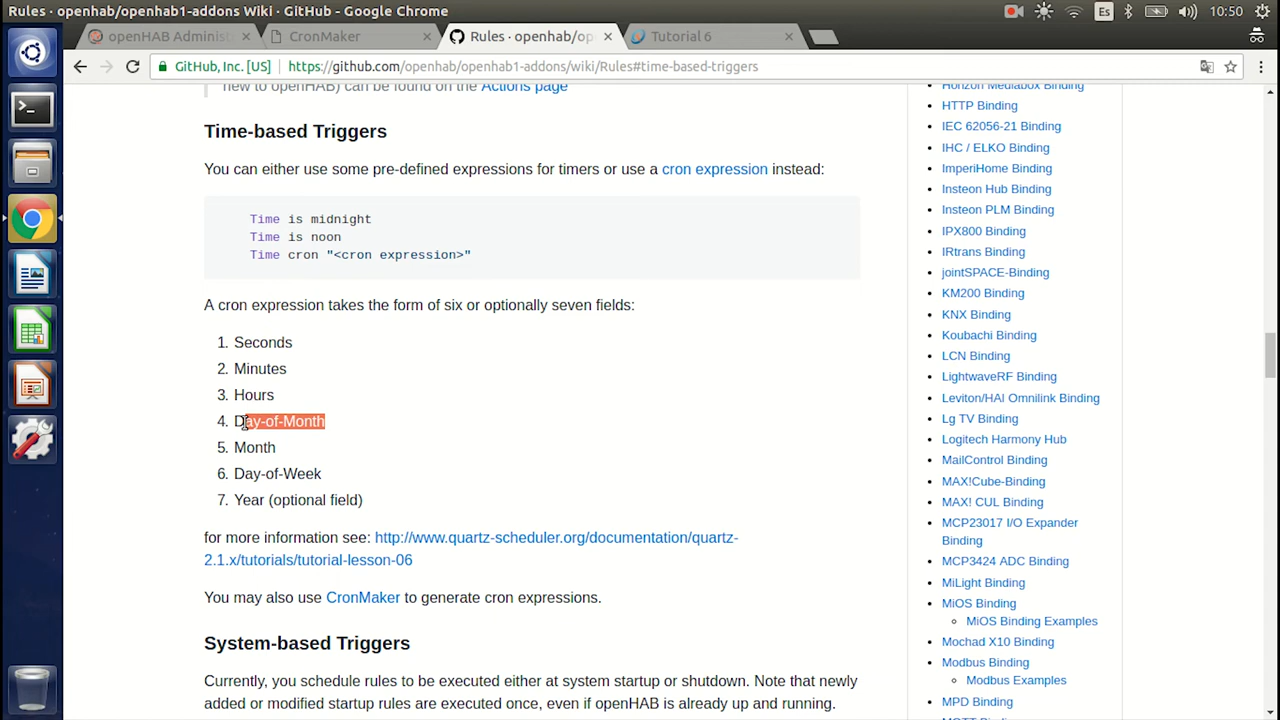 Rules · openhab/openhab1-addons Wiki · GitHub - Google Chrome
Es
10:50
openHAB Administ
CronMaker
Rules · openhab/op
Tutorial 6
GitHub, Inc. [US]
https://github.com/openhab/openhab1-addons/wiki/Rules#time-based-triggers
new to openHAB) can be found on the Actions page
Time-based Triggers
You can either use some pre-defined expressions for timers or use a cron expression instead:
Time is midnight
Time is noon
Time cron "<cron expression>"
A cron expression takes the form of six or optionally seven fields:
1. Seconds
2. Minutes
3. Hours
4. Day-of-Month
5. Month
6. Day-of-Week
7. Year (optional field)
for more information see: http://www.quartz-scheduler.org/documentation/quartz-
2.1.x/tutorials/tutorial-lesson-06
You may also use CronMaker to generate cron expressions.
System-based Triggers
Currently, you schedule rules to be executed either at system startup or shutdown. Note that newly
added or modified startup rules are executed once, even if openHAB is already up and running.
Horizon Mediabox Binding
HTTP Binding
IEC 62056-21 Binding
IHC / ELKO Binding
ImperiHome Binding
Insteon Hub Binding
Insteon PLM Binding
IPX800 Binding
IRtrans Binding
jointSPACE-Binding
KM200 Binding
KNX Binding
Koubachi Binding
LCN Binding
LightwaveRF Binding
Leviton/HAI Omnilink Binding
Lg TV Binding
Logitech Harmony Hub
MailControl Binding
MAX!Cube-Binding
MAX! CUL Binding
MCP23017 I/O Expander
Binding
MCP3424 ADC Binding
MiLight Binding
MiOS Binding
MiOS Binding Examples
Mochad X10 Binding
Modbus Binding
Modbus Examples
MPD Binding
MQTT Binding